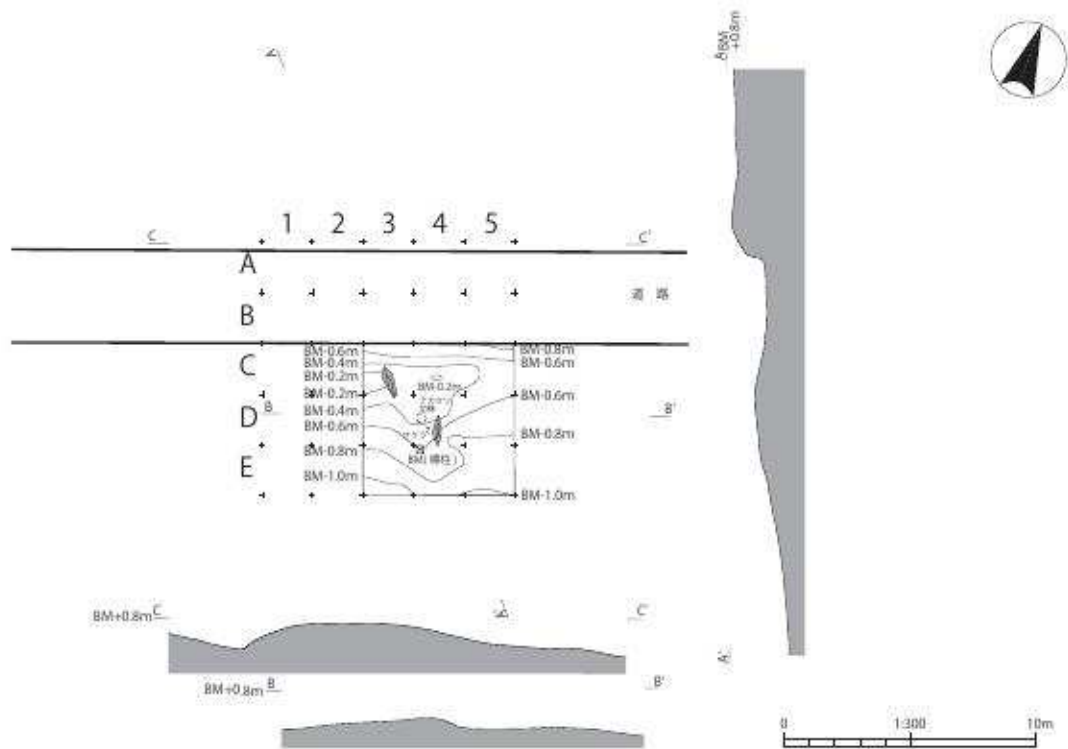 A
A BM +0.8m
1 2 3 4 5
C C'
A
道 路
B
BM-0.6m BM-0.8m
BM-0.4m BM-0.6m
C
BM-0.2m BM-0.2m
BM-0.2m BM-0.6m
BM-0.4m
D B B'
BM-0.6m BM-0.8m
BM-0.8m
E
BM-1.0m BM-1.0m
BM+0.8m C C'
A'
A'
BM+0.8m B B'
0 1:300 10m